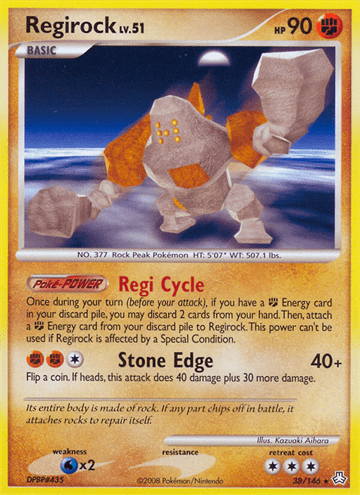 Regirock LV.51 HP 90
BASIC
NO. 377 Rock Peak Pokémon HT: 5'07" WT: 507.1 lbs.
Poké-POWER Regi Cycle
Once during your turn (before your attack), if you have a Energy card
in your discard pile, you may discard 2 cards from your hand. Then, attach
a Energy card from your discard pile to Regirock. This power can't be
used if Regirock is affected by a Special Condition.
Stone Edge 40+
Flip a coin. If heads, this attack does 40 damage plus 30 more damage.
Its entire body is made of rock. If any part chips off in battle, it
attaches rocks to repair itself.
Illus. Kazuaki Aihara
weakness resistance retreat cost
x2
DPBP#435 ©2008 Pokémon/Nintendo 38/146 ★